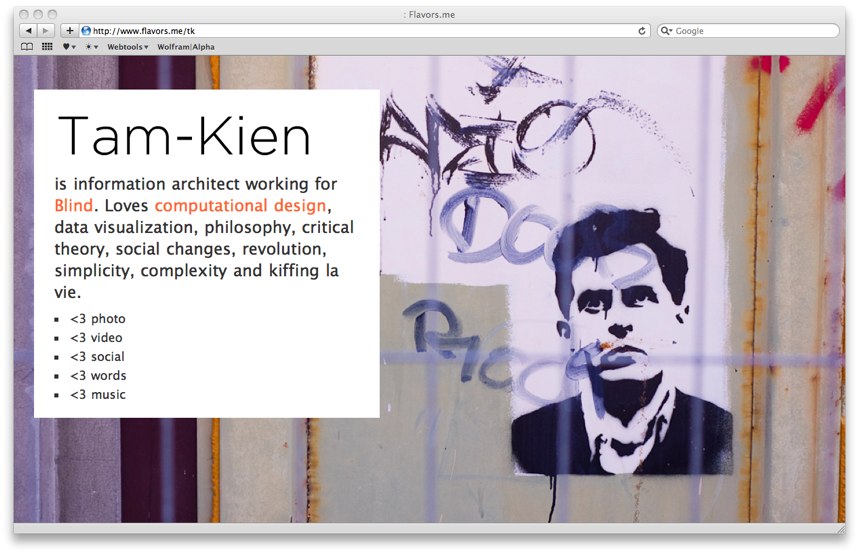 : Flavors.me
http://www.flavors.me/tk
Google
Webtools
Wolfram|Alpha
Tam-Kien
is information architect working for
Blind. Loves computational design,
data visualization, philosophy, critical
theory, social changes, revolution,
simplicity, complexity and kiffing la
vie.
<3 photo
<3 video
<3 social
<3 words
<3 music